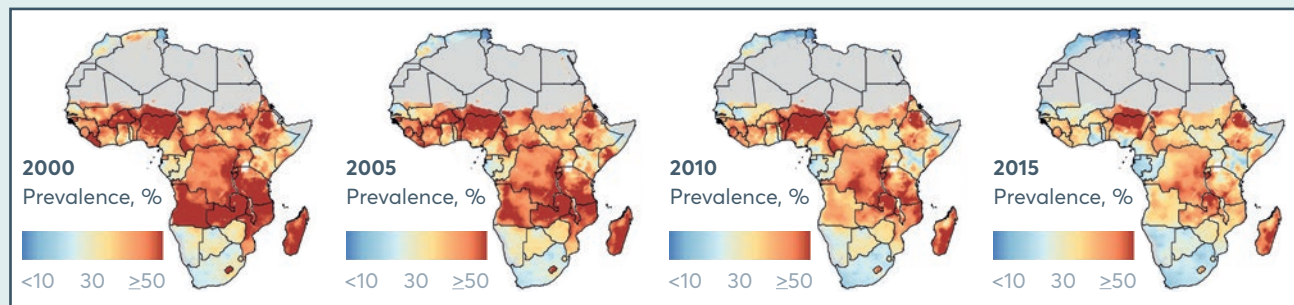 2000
Prevalence, %
<10 30 ≥50
2005
Prevalence, %
<10 30 ≥50
2010
Prevalence, %
<10 30 ≥50
2015
Prevalence, %
<10 30 ≥50